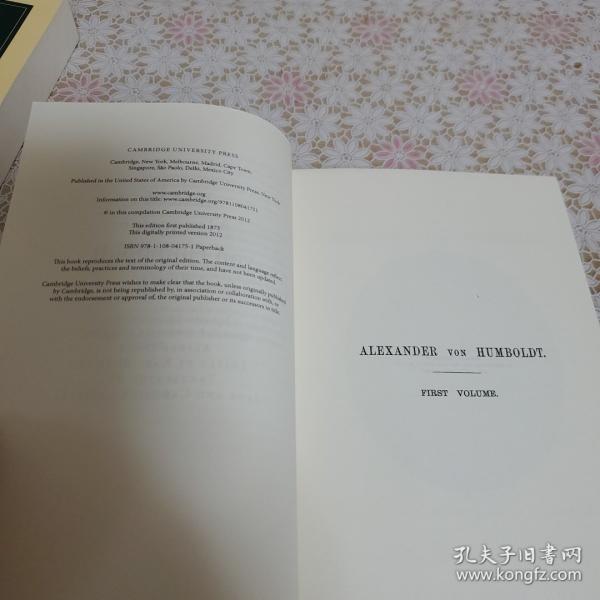 CAMBRIDGE UNIVERSITY PRESS
Cambridge, New York, Melbourne, Madrid, Cape Town,
Singapore, São Paolo, Delhi, Mexico City
Published in the United States of America by Cambridge University Press, New York
www.cambridge.org
Information on this title: www.cambridge.org/9781108041751
© in this compilation Cambridge University Press 2012
This edition first published 1873
This digitally printed version 2012
ISBN 978-1-108-04175-1 Paperback
This book reproduces the text of the original edition. The content and language reflect
the beliefs, practices and terminology of their time, and have not been updated.
Cambridge University Press wishes to make clear that the book, unless originally published
by Cambridge, is not being republished by, in association or collaboration with, or
with the endorsement or approval of, the original publisher or its successors in title.
ALEXANDER VON HUMBOLDT.
FIRST VOLUME.
孔夫子旧书网
www.kongfz.com